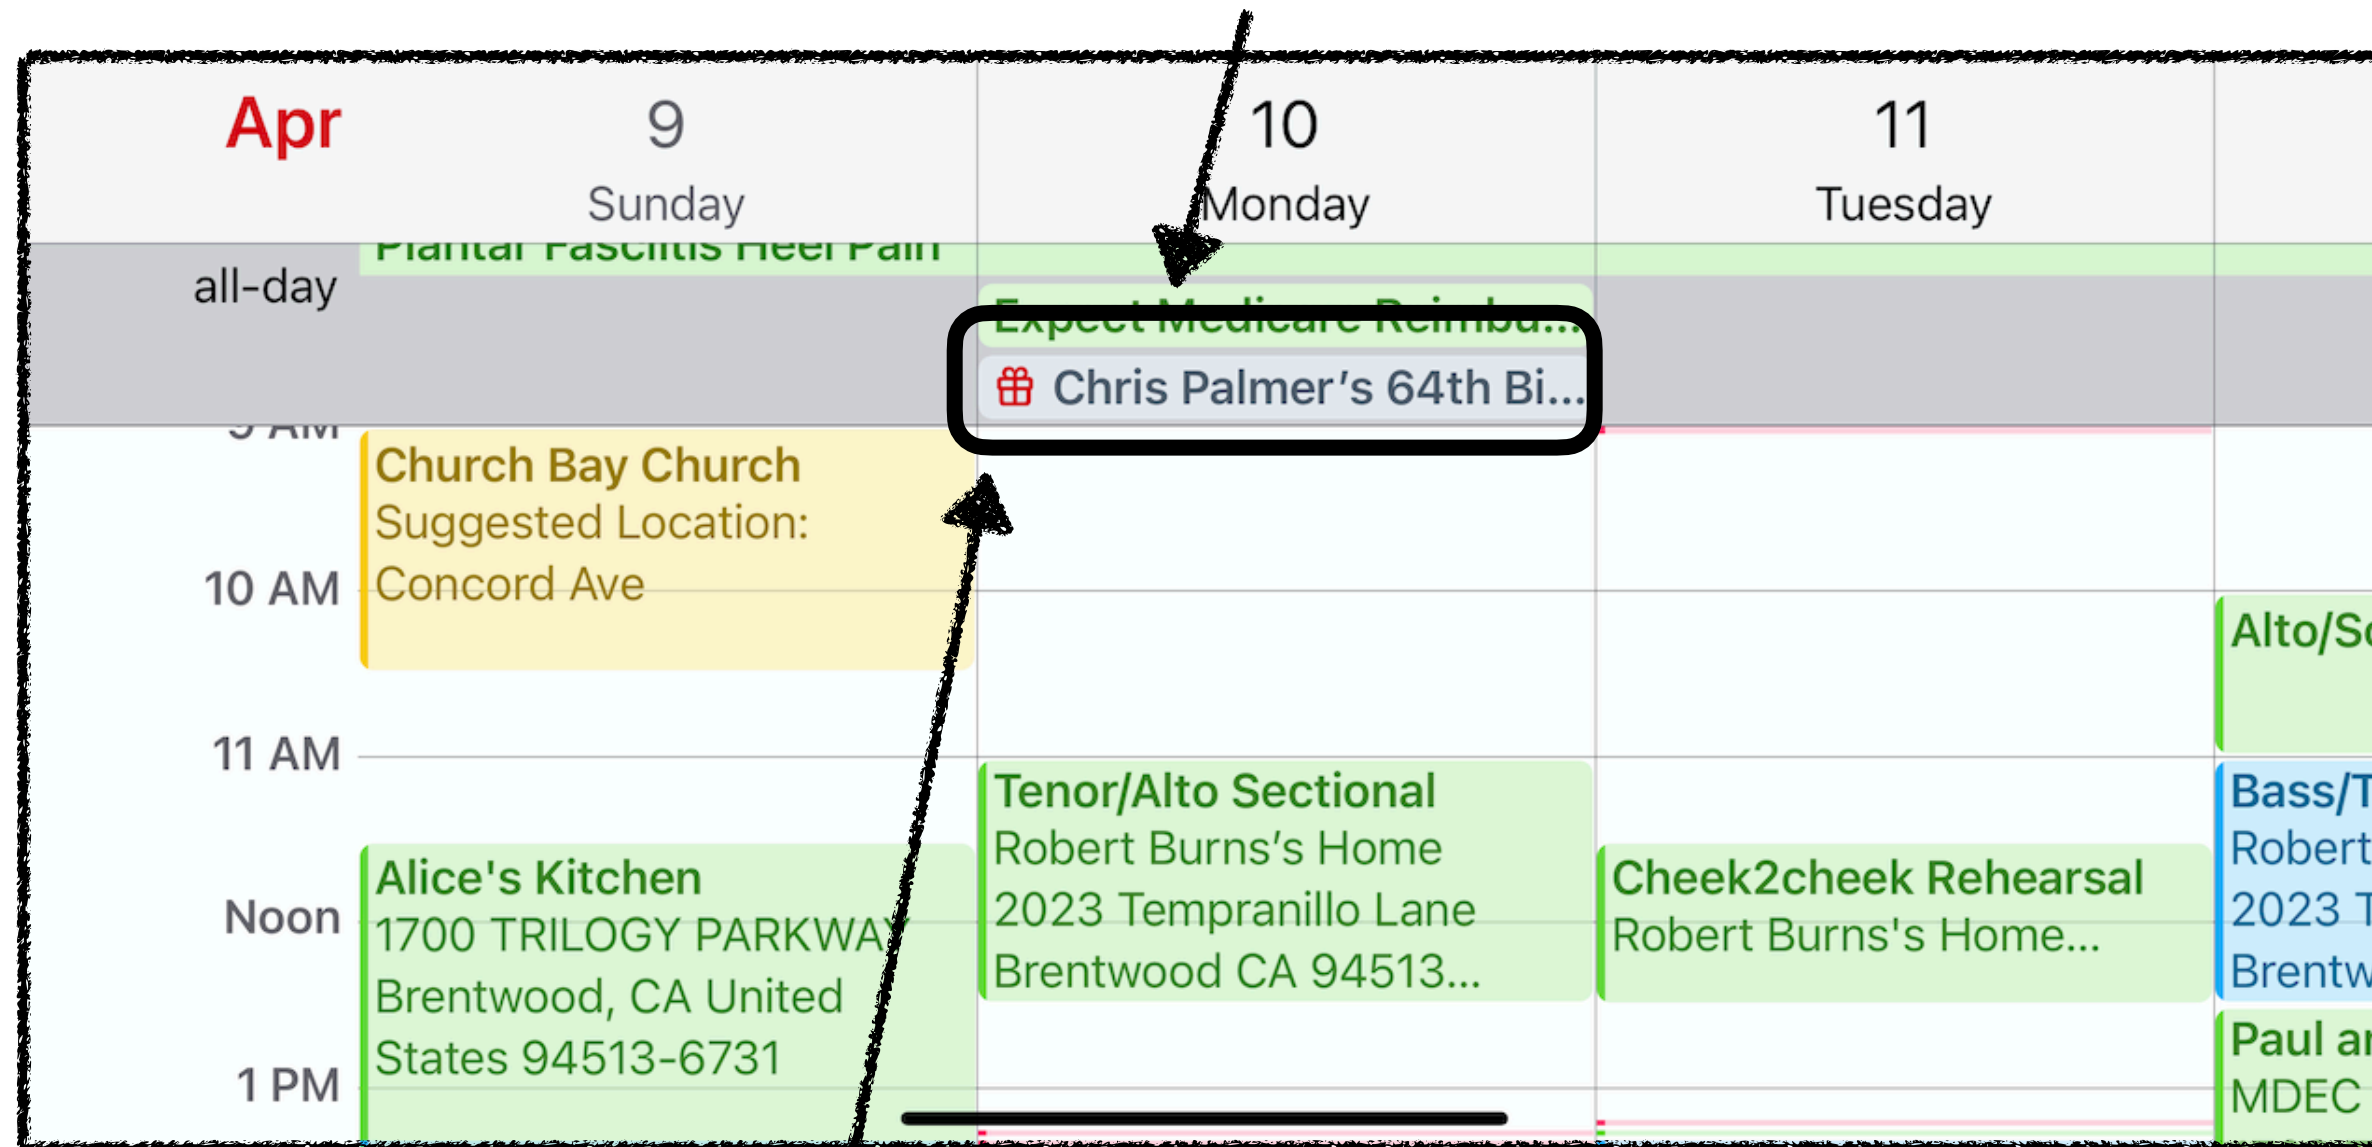 Apr
9
Sunday
10
Monday
11
Tuesday
all-day
Plantar Fasciitis Heel Pain
Expect Medicare Reimbu...
Chris Palmer’s 64th Bi...
9 AM
10 AM
11 AM
Noon
1 PM
Church Bay Church
Suggested Location:
Concord Ave
Alice's Kitchen
1700 TRILOGY PARKWAY
Brentwood, CA United
States 94513-6731
Tenor/Alto Sectional
Robert Burns’s Home
2023 Tempranillo Lane
Brentwood CA 94513...
Cheek2cheek Rehearsal
Robert Burns's Home...
Alto/So
Bass/T
Robert
2023 T
Brentw
Paul ar
MDEC